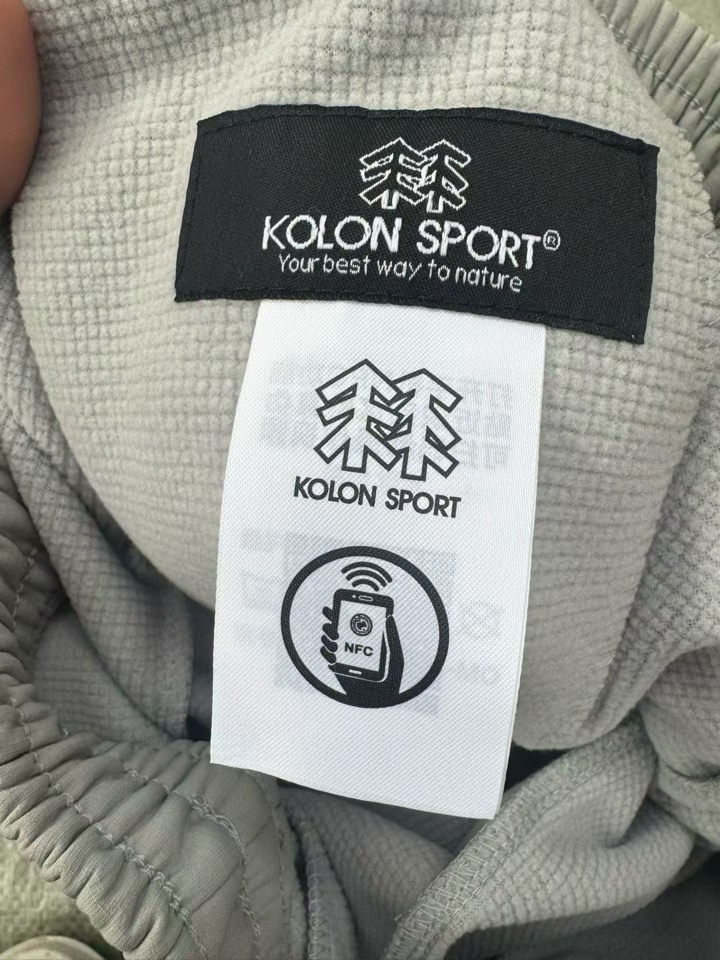 KOLON SPORT®
Your best way to nature
KOLON SPORT
NFC